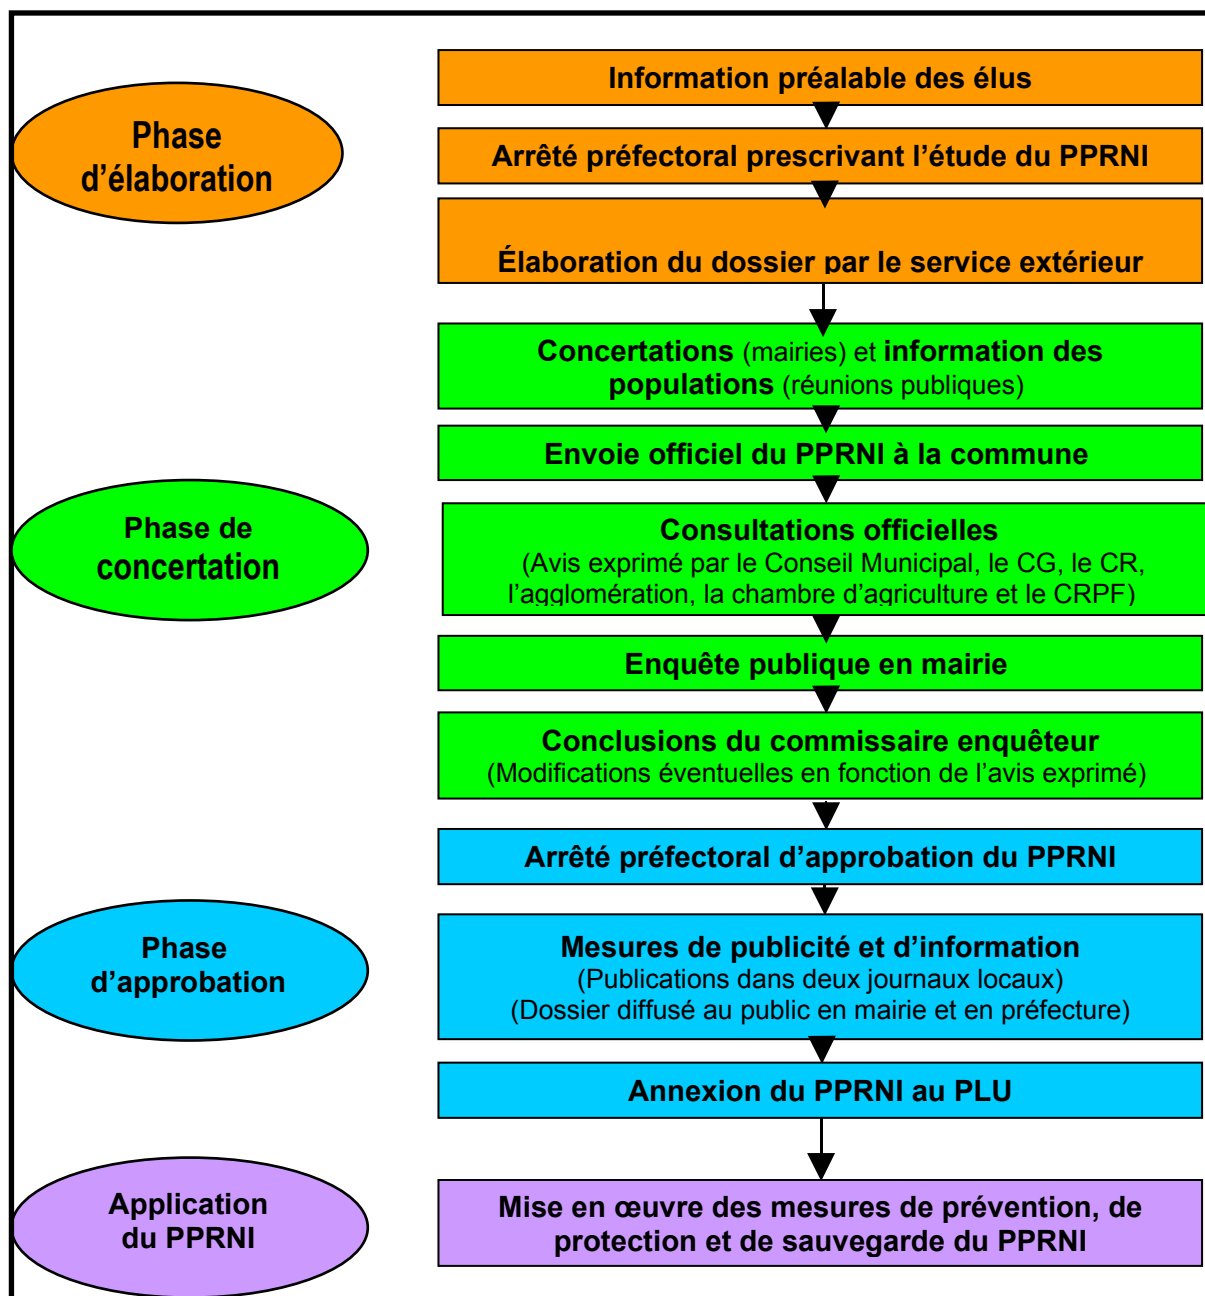 Information préalable des élus
Phase
d’élaboration
Arrêté préfectoral prescrivant l’étude du PPRNI
Élaboration du dossier par le service extérieur
Concertations (mairies) et information des
populations (réunions publiques)
Envoie officiel du PPRNI à la commune
Phase de
concertation
Consultations officielles
(Avis exprimé par le Conseil Municipal, le CG, le CR,
l’agglomération, la chambre d’agriculture et le CRPF)
Enquête publique en mairie
Conclusions du commissaire enquêteur
(Modifications éventuelles en fonction de l’avis exprimé)
Arrêté préfectoral d’approbation du PPRNI
Phase
d’approbation
Mesures de publicité et d’information
(Publications dans deux journaux locaux)
(Dossier diffusé au public en mairie et en préfecture)
Annexion du PPRNI au PLU
Application
du PPRNI
Mise en œuvre des mesures de prévention, de
protection et de sauvegarde du PPRNI